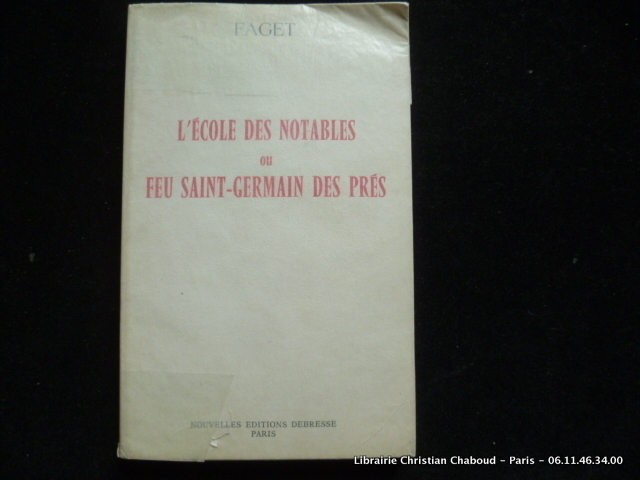 FAGET
L'ÉCOLE DES NOTABLES
OU
FEU SAINT-GERMAIN DES PRÉS
NOUVELLES EDITIONS DEBRESSE
PARIS
Librairie Christian Chaboud - Paris - 06.11.46.34.00